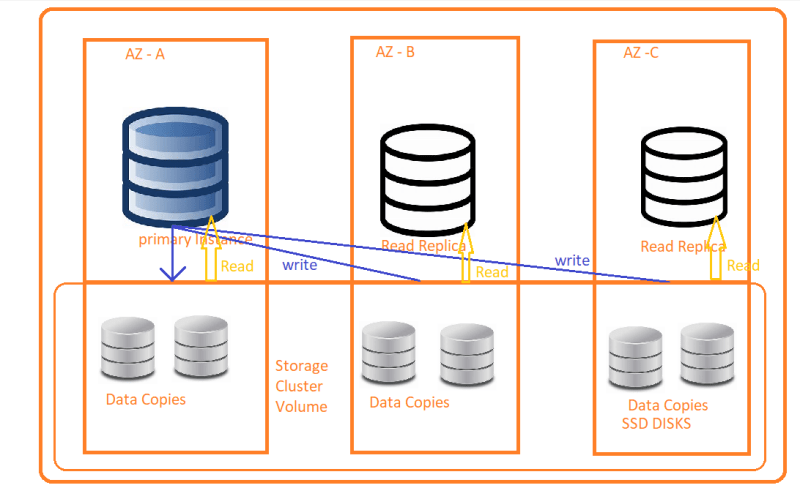 AZ - A
AZ - B
AZ -C
primary Instance
Read Replica
Read Replica
Read
write
Read
write
Read
Storage
Cluster
Volume
Data Copies
Data Copies
Data Copies
SSD DISKS